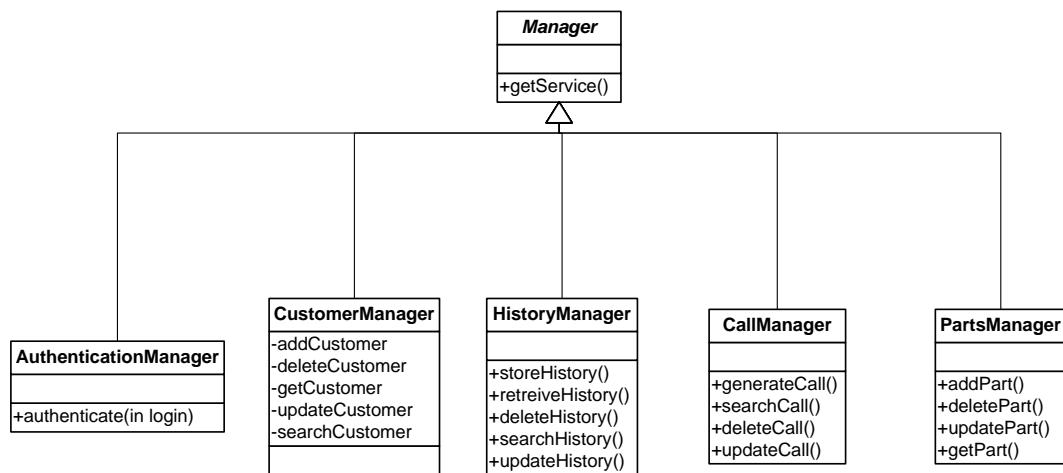 Manager
+getService()
AuthenticationManager
+authenticate(in login)
CustomerManager
-addCustomer
-deleteCustomer
-getCustomer
-updateCustomer
-searchCustomer
HistoryManager
+storeHistory()
+retreiveHistory()
+deleteHistory()
+searchHistory()
+updateHistory()
CallManager
+generateCall()
+searchCall()
+deleteCall()
+updateCall()
PartsManager
+addPart()
+deletePart()
+updatePart()
+getPart()